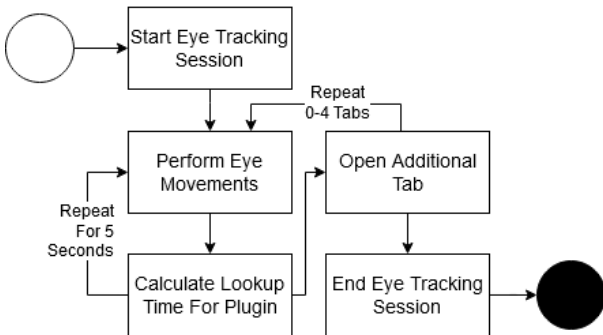 Start Eye Tracking
Session
Repeat
0-4 Tabs
Perform Eye
Movements
Open Additional
Tab
Repeat
For 5
Seconds
Calculate Lookup
Time For Plugin
End Eye Tracking
Session